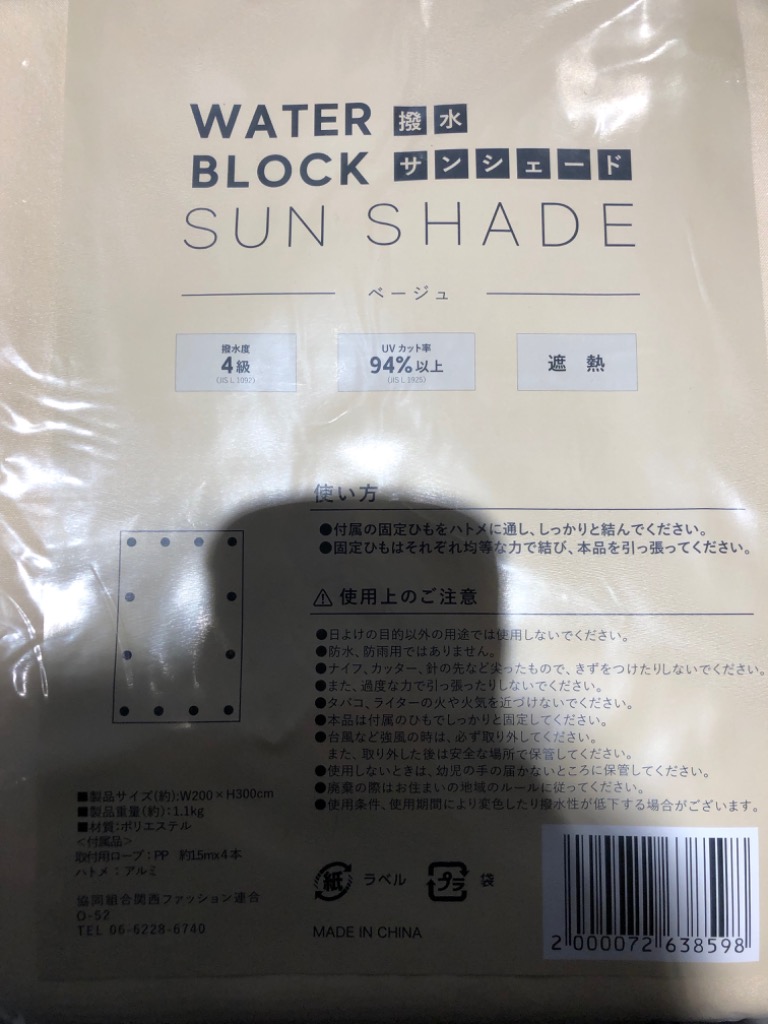 WATER 撥水
BLOCK サンシェード
SUN SHADE
ベージュ
撥水度
4級
(JIS L 1092)
UVカット率
94%以上
(JIS L 1925)
遮 熱
使い方
●付属の固定ひもをハトメに通し、しっかりと結んでください。
●固定ひもはそれぞれ均等な力で結び、本品を引っ張ってください。
⚠ 使用上のご注意
●日よけの目的以外の用途では使用しないでください。
●防水、防雨用ではありません。
●ナイフ、カッター、針の先など尖ったもので、きずをつけたりしないでください。
●また、過度な力で引っ張ったりしないでください。
●タバコ、ライターの火や火気を近づけないでください。
●本品は付属のひもでしっかりと固定してください。
●台風など強風の時は、必ず取り外してください。
また、取り外した後は安全な場所で保管してください。
●使用しないときは、幼児の手の届かないところに保管してください。
●廃棄の際はお住まいの地域のルールに従ってください。
●使用条件、使用期間により変色したり撥水性が低下する場合がございます。
■製品サイズ(約):W200×H300cm
■製品重量(約):1.1kg
■材質:ポリエステル
<付属品>
取付用ロープ:PP 約1.5m×4本
ハトメ:アルミ
協同組合関西ファッション連合
O-52
TEL 06-6228-6740
紙 ラベル プラ 袋
MADE IN CHINA
2 000072 638598